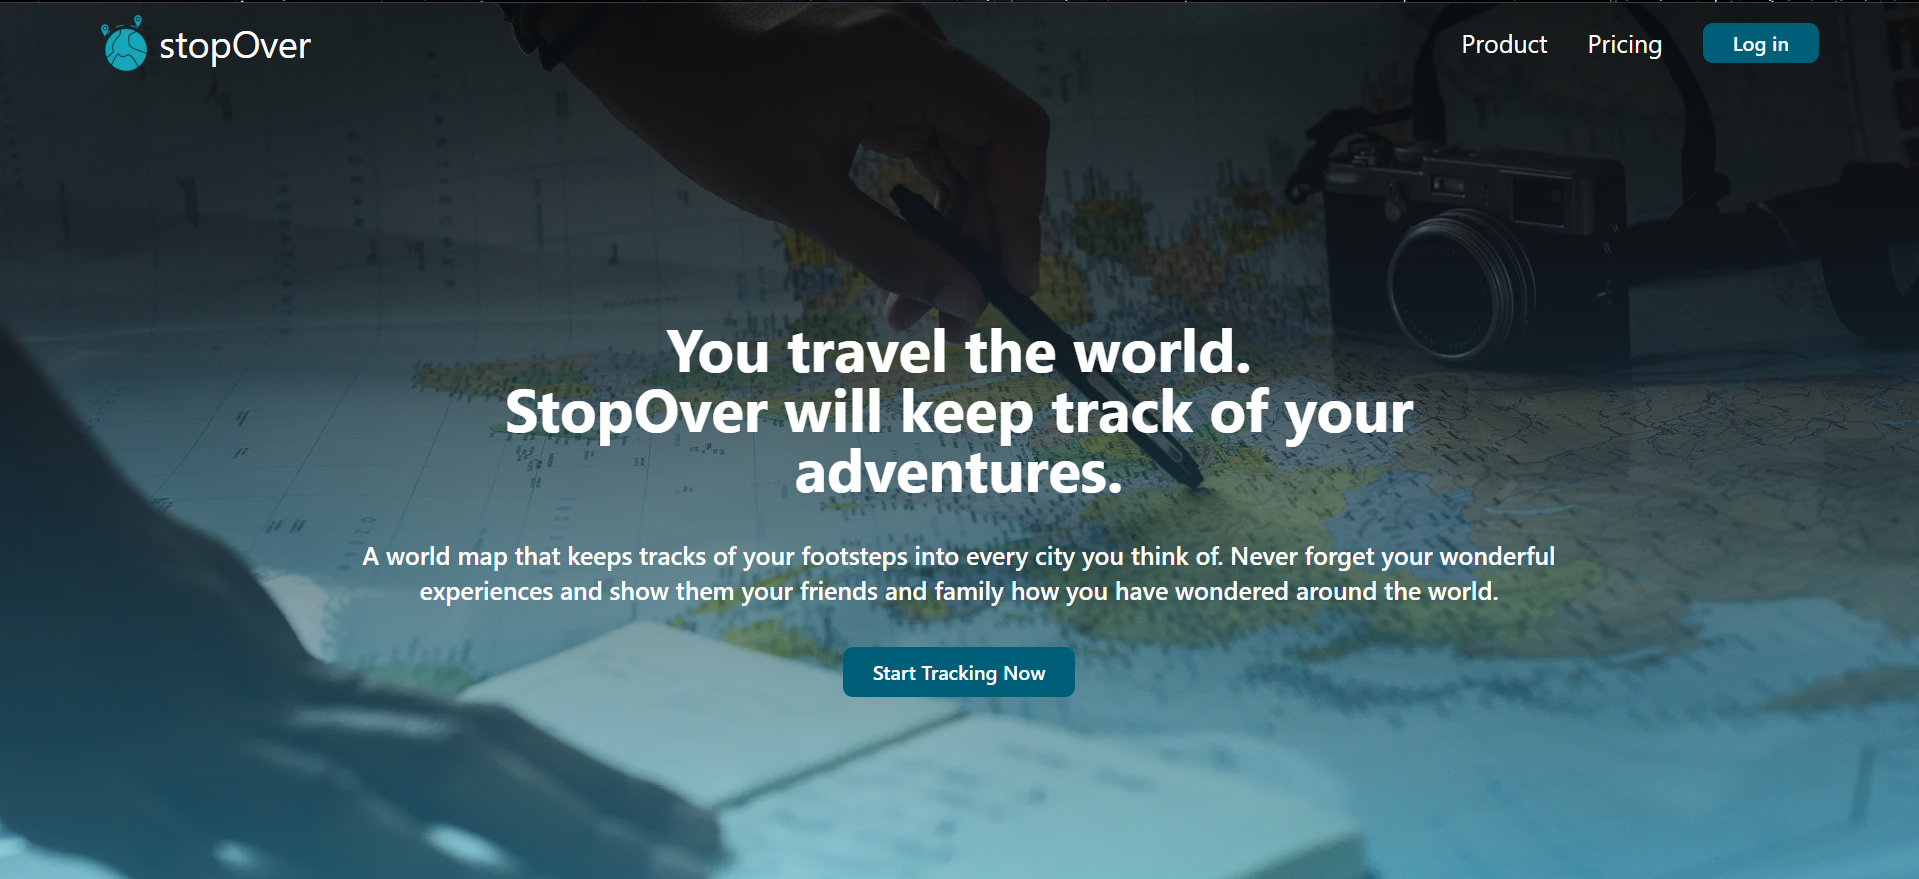 stopOver
Product
Pricing
Log in
You travel the world.
StopOver will keep track of your
adventures.
A world map that keeps tracks of your footsteps into every city you think of. Never forget your wonderful
experiences and show them your friends and family how you have wondered around the world.
Start Tracking Now